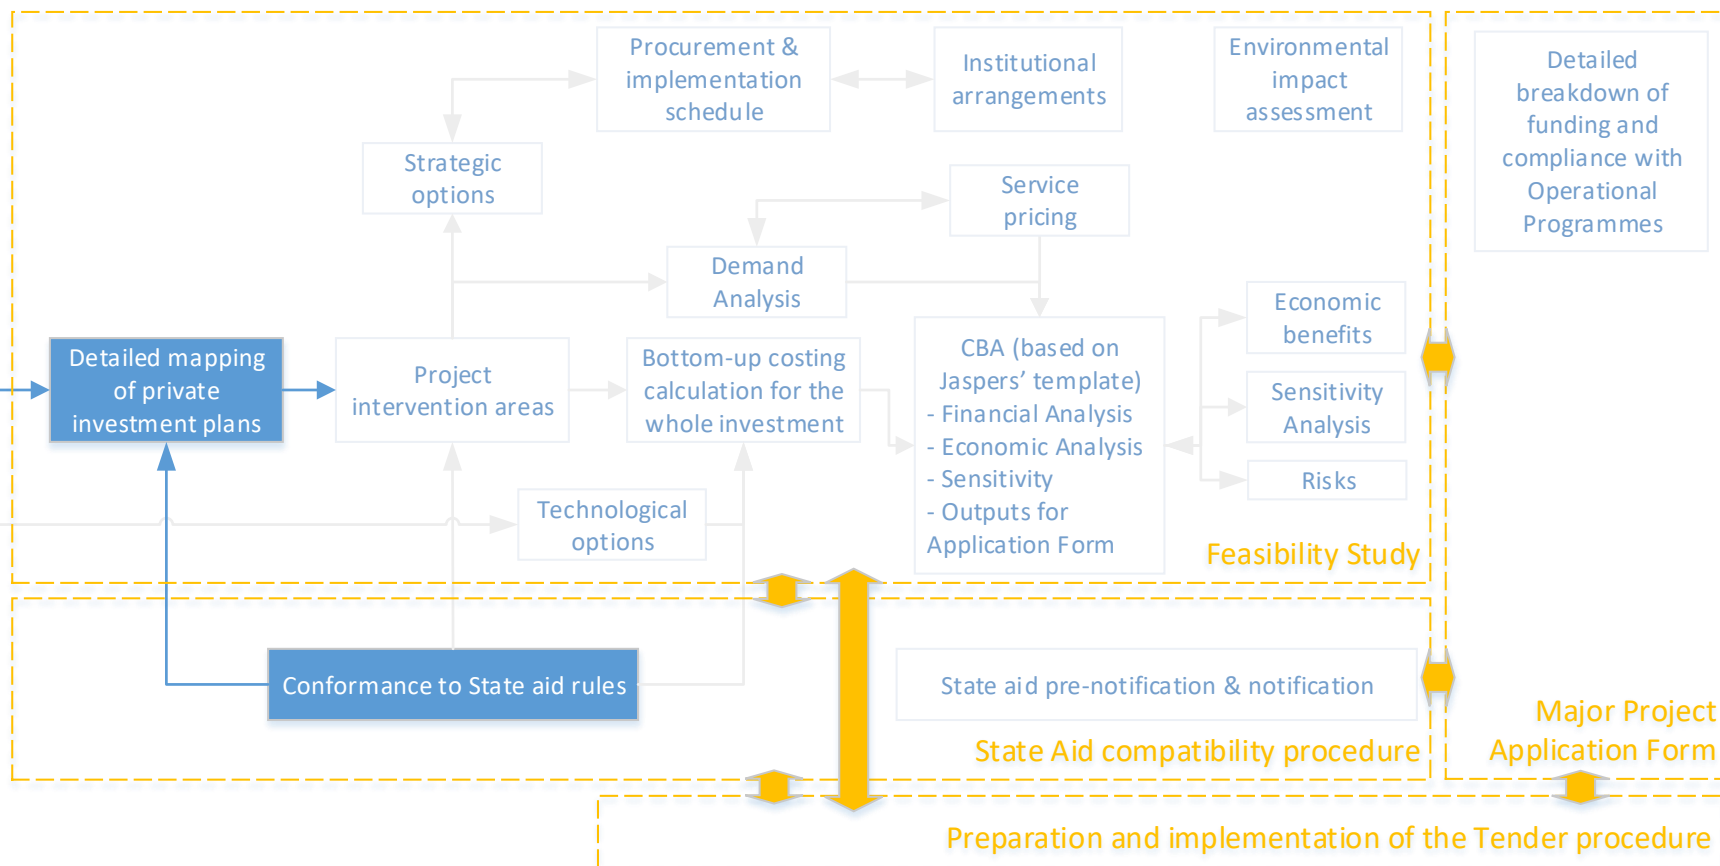 Procurement &
implementation
schedule
Institutional
arrangements
Environmental
impact
assessment
Detailed
breakdown of
funding and
compliance with
Operational
Programmes
Strategic
options
Service
pricing
Demand
Analysis
Economic
benefits
Detailed mapping
of private
investment plans
Project
intervention areas
Bottom-up costing
calculation for the
whole investment
CBA (based on
Jaspers’ template)
- Financial Analysis
- Economic Analysis
- Sensitivity
- Outputs for
Application Form
Sensitivity
Analysis
Risks
Technological
options
Feasibility Study
Conformance to State aid rules
State aid pre-notification & notification
State Aid compatibility procedure
Major Project
Application Form
Preparation and implementation of the Tender procedure